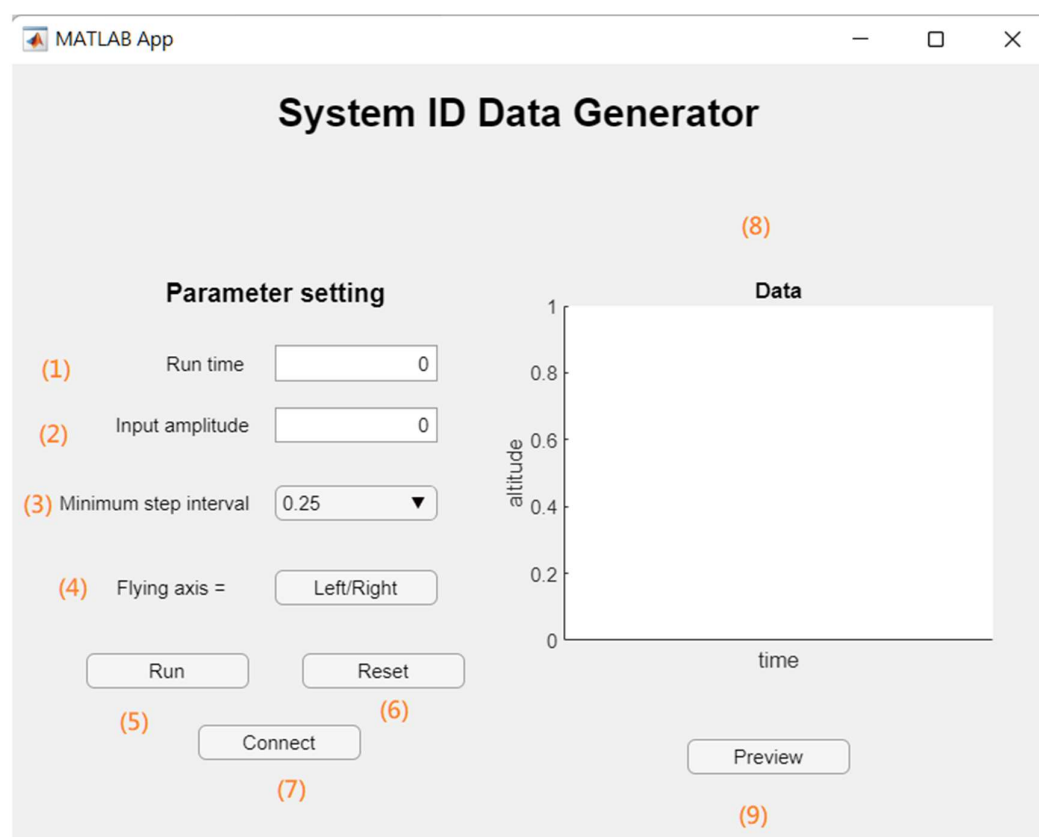 MATLAB App
System ID Data Generator
(8)
Parameter setting
Data
(1) Run time 0
(2) Input amplitude 0
(3) Minimum step interval 0.25
(4) Flying axis = Left/Right
Run Reset
(5) (6)
Connect
(7)
1
0.8
0.6
0.4
0.2
0
altitude
time
Preview
(9)